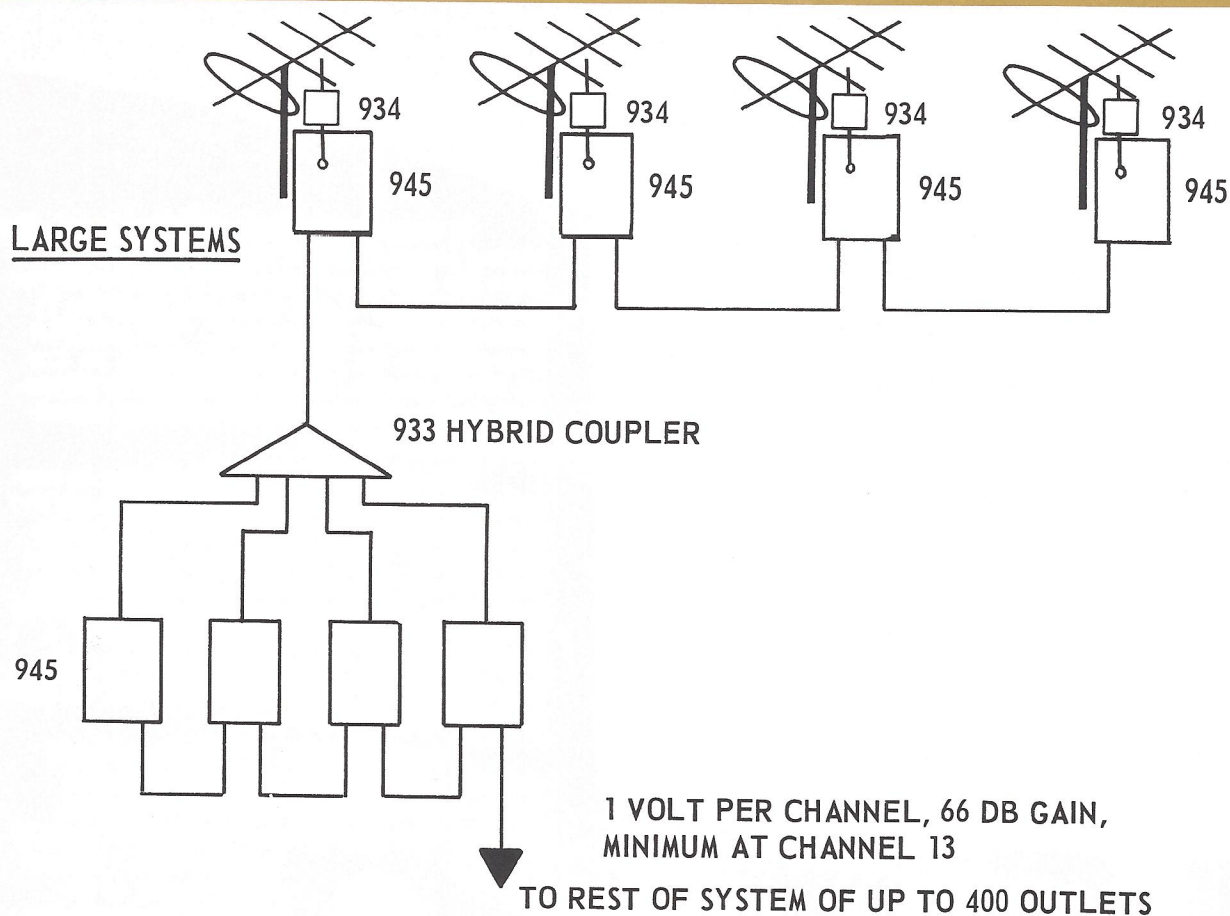 934
934
934
934
945
945
945
945
LARGE SYSTEMS
933 HYBRID COUPLER
945
1 VOLT PER CHANNEL, 66 DB GAIN,
MINIMUM AT CHANNEL 13
TO REST OF SYSTEM OF UP TO 400 OUTLETS